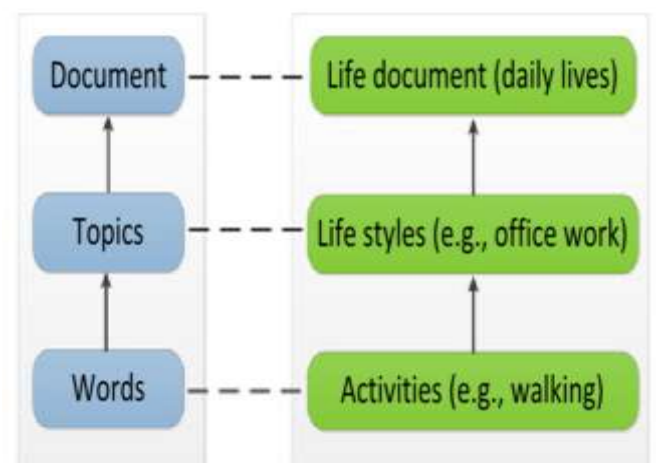 Document
Life document (daily lives)
Topics
Life styles (e.g., office work)
Words
Activities (e.g., walking)